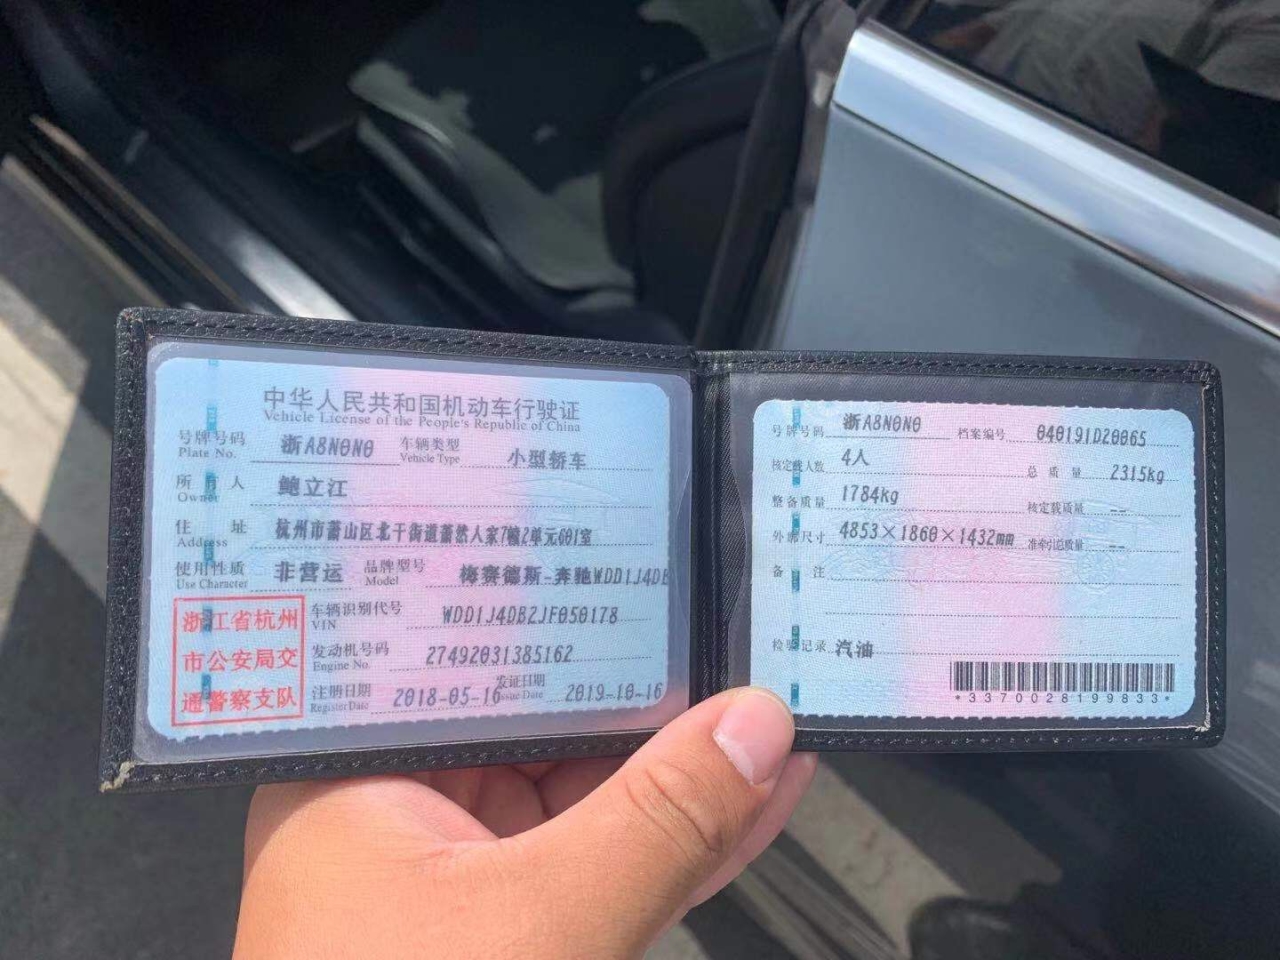 中华人民共和国机动车行驶证
Vehicle License of the People's Republic of China
号牌号码 浙A8N0N0 车辆类型 小型轿车
Plate No. Vehicle Type
所有人 鲍立江
Owner
住址 杭州市萧山区北干街道萧然人家7幢2单元601室
Address
使用性质 非营运 品牌型号 梅赛德斯-奔驰WDD1J4DB
Use Character Model
浙江省杭州
市公安局交
通警察支队
车辆识别代号 WDD1J4DB2JF050178
VIN
发动机号码 27492031385162
Engine No.
注册日期 2018-05-16 发证日期 2019-10-16
Register Date Issue Date
号牌号码 浙A8N0N0 档案编号 040191D20065
核定载人数 4人 总质量 2315kg
整备质量 1784kg 核定载质量 --
外廓尺寸 4853×1860×1432mm 准牵引总质量 --
备注
检验记录 汽油
*3370028199833*